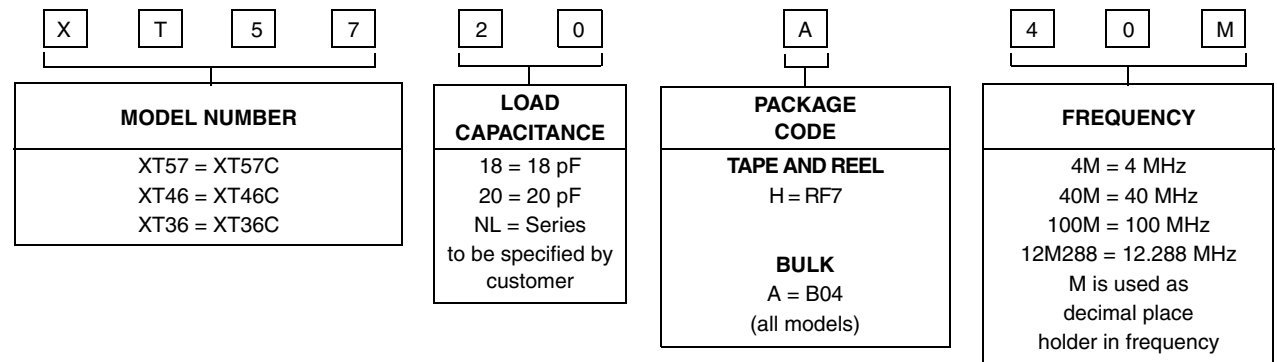 X T 5 7 2 0 A 4 0 M
MODEL NUMBER
XT57 = XT57C
XT46 = XT46C
XT36 = XT36C
LOAD
CAPACITANCE
18 = 18 pF
20 = 20 pF
NL = Series
to be specified by
customer
PACKAGE
CODE
TAPE AND REEL
H = RF7
BULK
A = B04
(all models)
FREQUENCY
4M = 4 MHz
40M = 40 MHz
100M = 100 MHz
12M288 = 12.288 MHz
M is used as
decimal place
holder in frequency